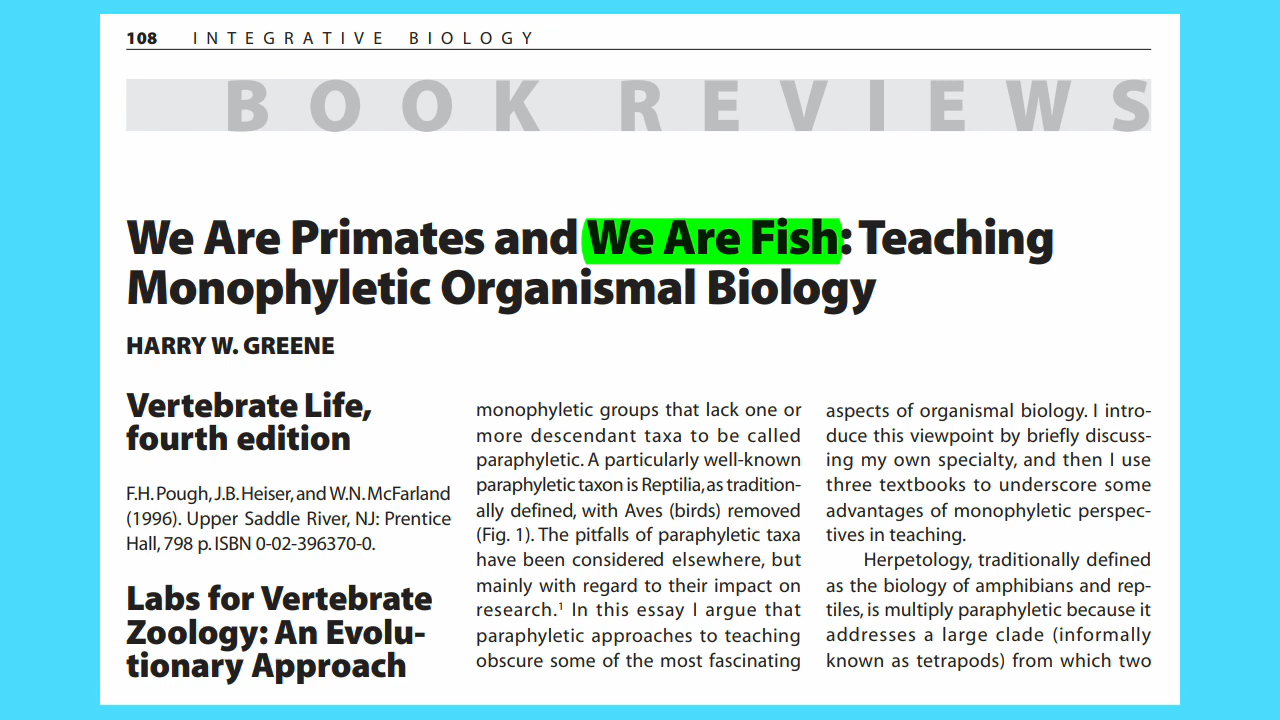 108 INTEGRATIVE BIOLOGY
BOOK REVIEWS
We Are Primates and We Are Fish: Teaching
Monophyletic Organismal Biology
HARRY W. GREENE
Vertebrate Life,
fourth edition
F.H. Pough, J.B. Heiser, and W.N. McFarland
(1996). Upper Saddle River, NJ: Prentice
Hall, 798 p. ISBN 0-02-396370-0.
Labs for Vertebrate
Zoology: An Evolu-
tionary Approach
monophyletic groups that lack one or
more descendant taxa to be called
paraphyletic. A particularly well-known
paraphyletic taxon is Reptilia, as tradition-
ally defined, with Aves (birds) removed
(Fig. 1). The pitfalls of paraphyletic taxa
have been considered elsewhere, but
mainly with regard to their impact on
research.¹ In this essay I argue that
paraphyletic approaches to teaching
obscure some of the most fascinating
aspects of organismal biology. I intro-
duce this viewpoint by briefly discuss-
ing my own specialty, and then I use
three textbooks to underscore some
advantages of monophyletic perspec-
tives in teaching.
Herpetology, traditionally defined
as the biology of amphibians and rep-
tiles, is multiply paraphyletic because it
addresses a large clade (informally
known as tetrapods) from which two